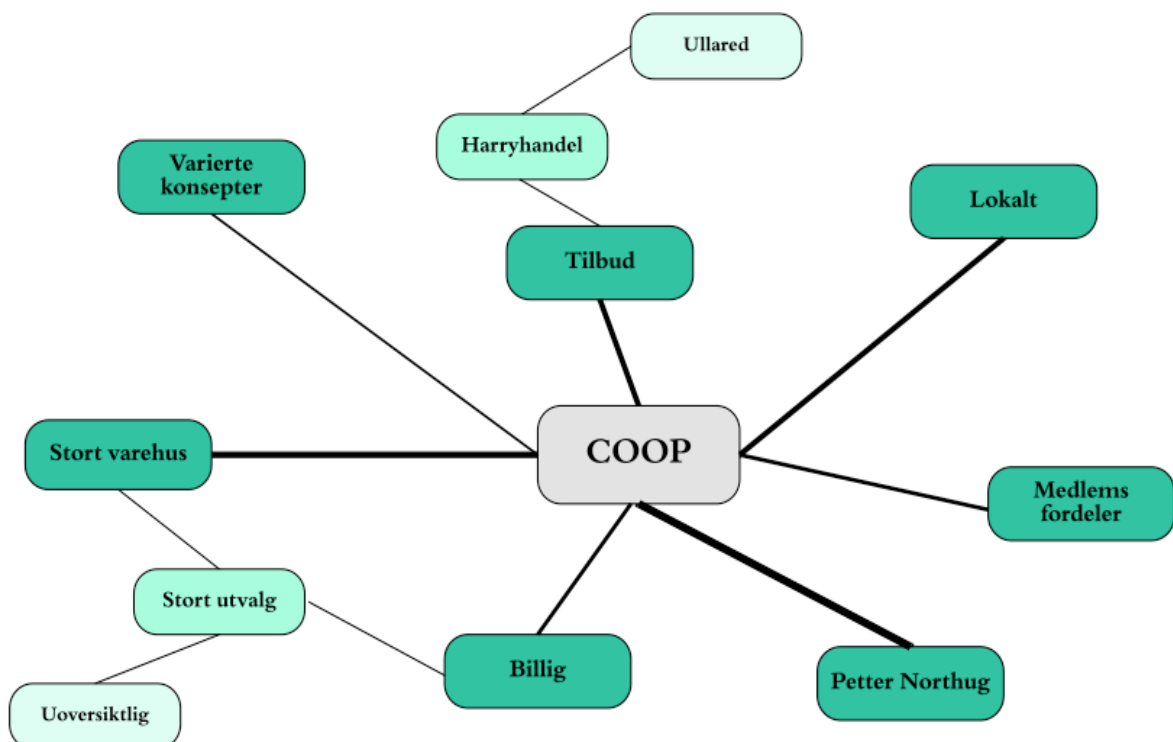 Ullared
Harryhandel
Varierte
konsepter
Lokalt
Tilbud
COOP
Stort varehus
Medlems
fordeler
Stort utvalg
Billig
Petter Northug
Uoversiktlig